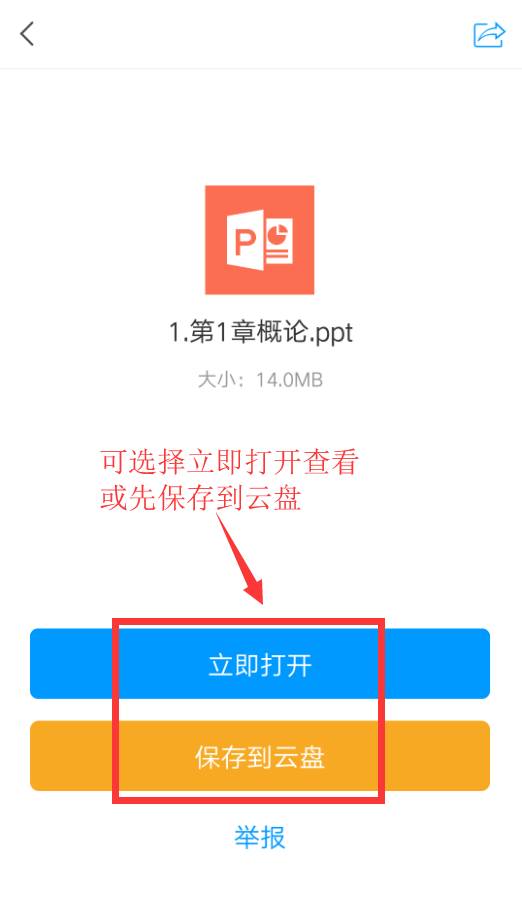 P
1.第1章概论.ppt
大小：14.0MB
可选择立即打开查看
或先保存到云盘
立即打开
保存到云盘
举报